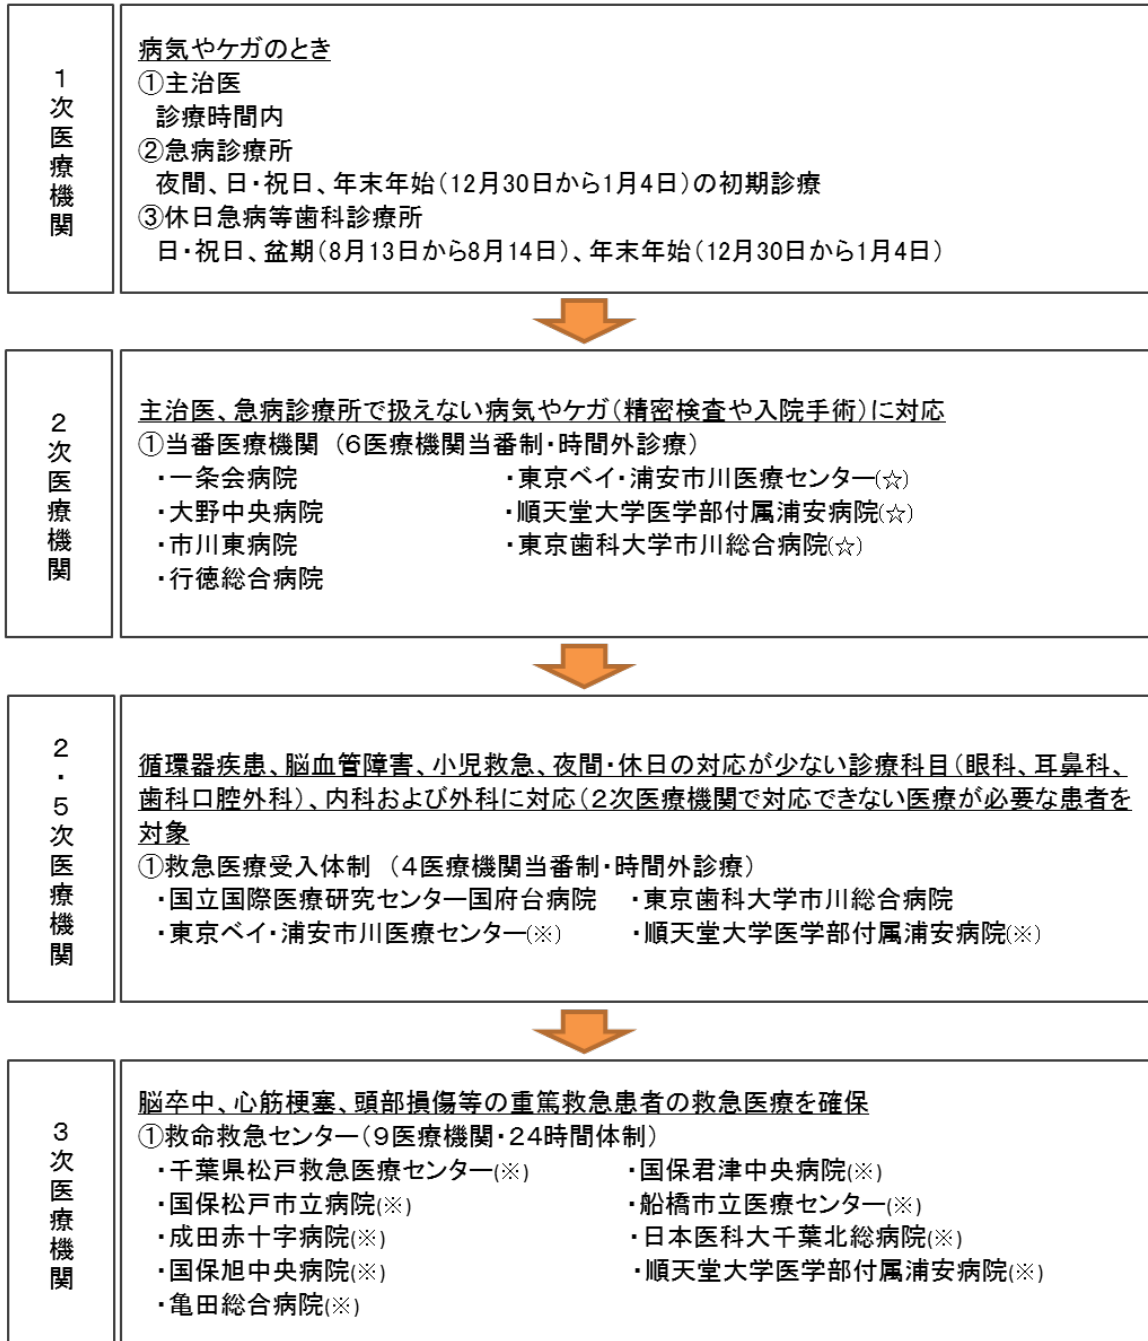 1次医療機関
病気やケガのとき
①主治医
診療時間内
②急病診療所
夜間、日・祝日、年末年始（12月30日から1月4日）の初期診療
③休日急病等歯科診療所
日・祝日、盆期（8月13日から8月14日）、年末年始（12月30日から1月4日）
2次医療機関
主治医、急病診療所で扱えない病気やケガ（精密検査や入院手術）に対応
①当番医療機関　（6医療機関当番制・時間外診療）
・一条会病院　・東京ベイ・浦安市川医療センター(☆)
・大野中央病院　・順天堂大学医学部付属浦安病院(☆)
・市川東病院　・東京歯科大学市川総合病院(☆)
・行徳総合病院
2・5次医療機関
循環器疾患、脳血管障害、小児救急、夜間・休日の対応が少ない診療科目（眼科、耳鼻科、
歯科口腔外科）、内科および外科に対応（2次医療機関で対応できない医療が必要な患者を
対象
①救急医療受入体制　（4医療機関当番制・時間外診療）
・国立国際医療研究センター国府台病院　・東京歯科大学市川総合病院
・東京ベイ・浦安市川医療センター(※)　・順天堂大学医学部付属浦安病院(※)
3次医療機関
脳卒中、心筋梗塞、頭部損傷等の重篤救急患者の救急医療を確保
①救命救急センター（9医療機関・24時間体制）
・千葉県松戸救急医療センター(※)　・国保君津中央病院(※)
・国保松戸市立病院(※)　・船橋市立医療センター(※)
・成田赤十字病院(※)　・日本医科大千葉北総病院(※)
・国保旭中央病院(※)　・順天堂大学医学部付属浦安病院(※)
・亀田総合病院(※)